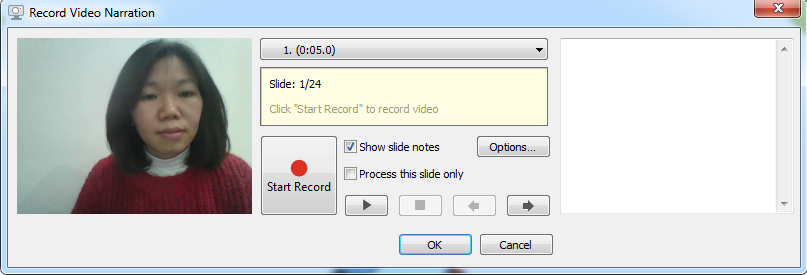 Record Video Narration
1. (0:05.0)
Slide: 1/24
Click "Start Record" to record video
Start Record
Show slide notes
Options...
Process this slide only
OK
Cancel